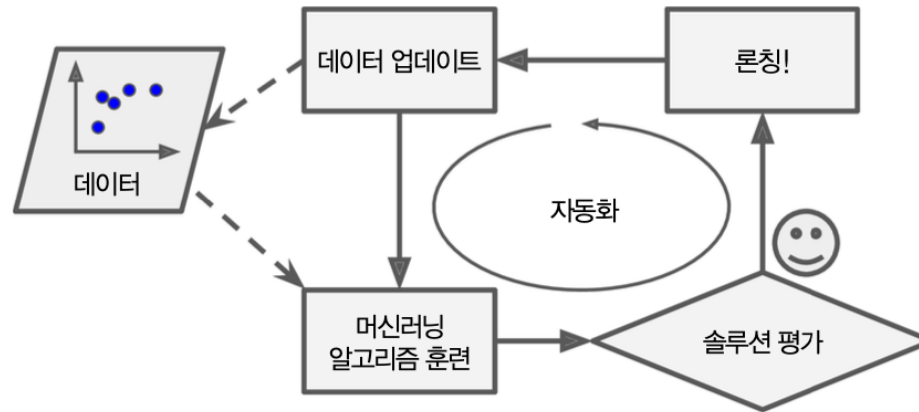 데이터 업데이트
론칭!
데이터
자동화
머신러닝
알고리즘 훈련
솔루션 평가